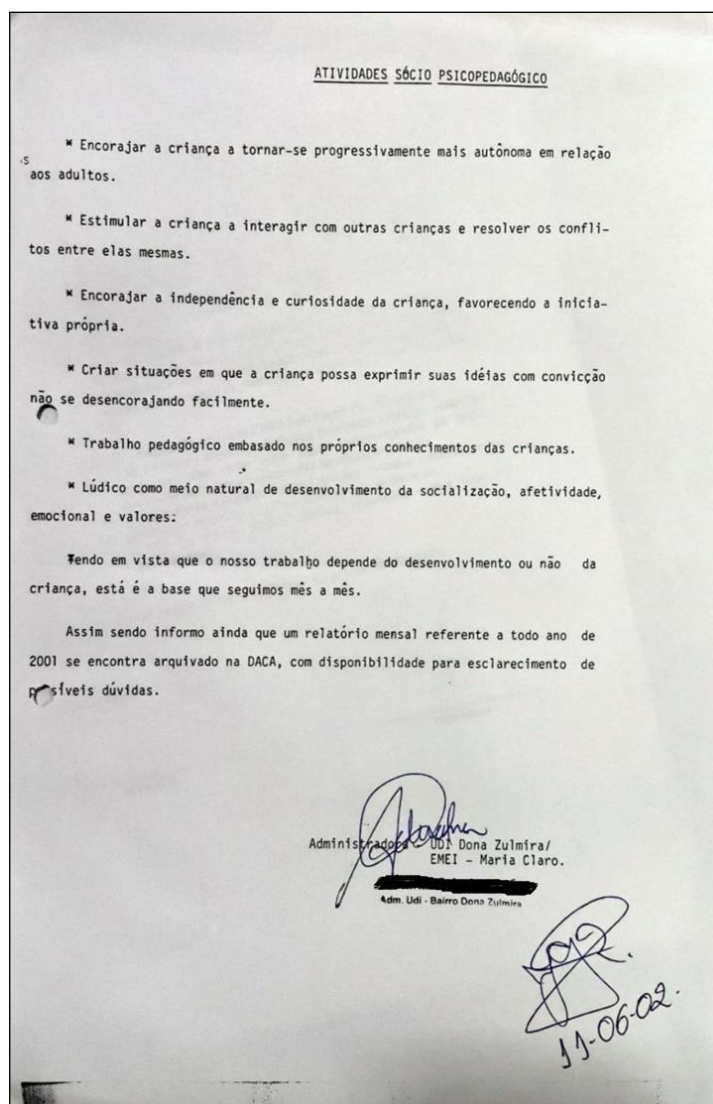 ATIVIDADES SÓCIO PSICOPEDAGÓGICO
* Encorajar a criança a tornar-se progressivamente mais autônoma em relação
s
aos adultos.
* Estimular a criança a interagir com outras crianças e resolver os confli-
tos entre elas mesmas.
* Encorajar a independência e curiosidade da criança, favorecendo a inicia-
tiva própria.
* Criar situações em que a criança possa exprimir suas idéias com convicção
não se desencorajando facilmente.
* Trabalho pedagógico embasado nos próprios conhecimentos das crianças.
* Lúdico como meio natural de desenvolvimento da socialização, afetividade,
emocional e valores:
Tendo em vista que o nosso trabalho depende do desenvolvimento ou não da
criança, está é a base que seguimos mês a mês.
Assim sendo informo ainda que um relatório mensal referente a todo ano de
2001 se encontra arquivado na DACA, com disponibilidade para esclarecimento de
possíveis dúvidas.
Administradora - UDI Dona Zulmira/
EMEI - Maria Claro.
Adm. Udi - Bairro Dona Zulmira
11-06-02.